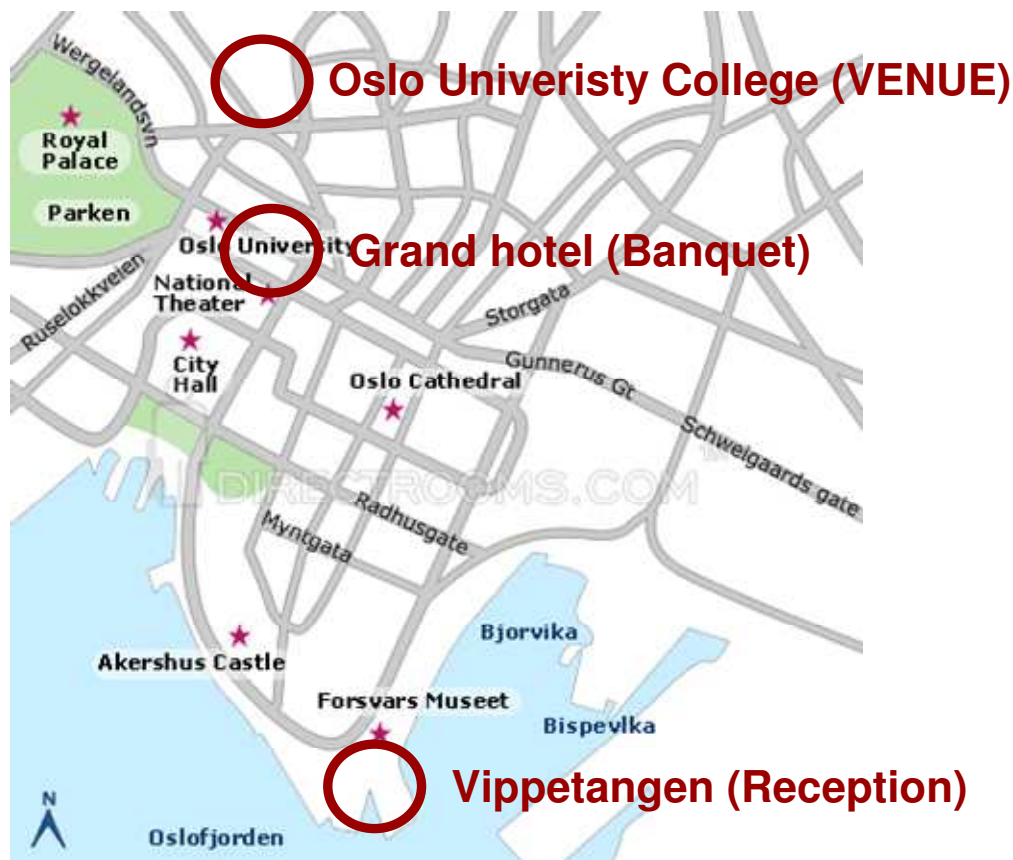 Oslo Univeristy College (VENUE)
Wergelandsvn
Royal
Palace
Parken
Oslo University
Grand hotel (Banquet)
National
Theater
Ruselokkveien
Storgata
City
Hall
Gunnerus Gt
Oslo Cathedral
Schweigaards gate
DIRECTROOMS.COM
Radhusgate
Myntgata
Bjorvika
Akershus Castle
Forsvars Museet
Bispevlka
Vippetangen (Reception)
N
Oslofjorden